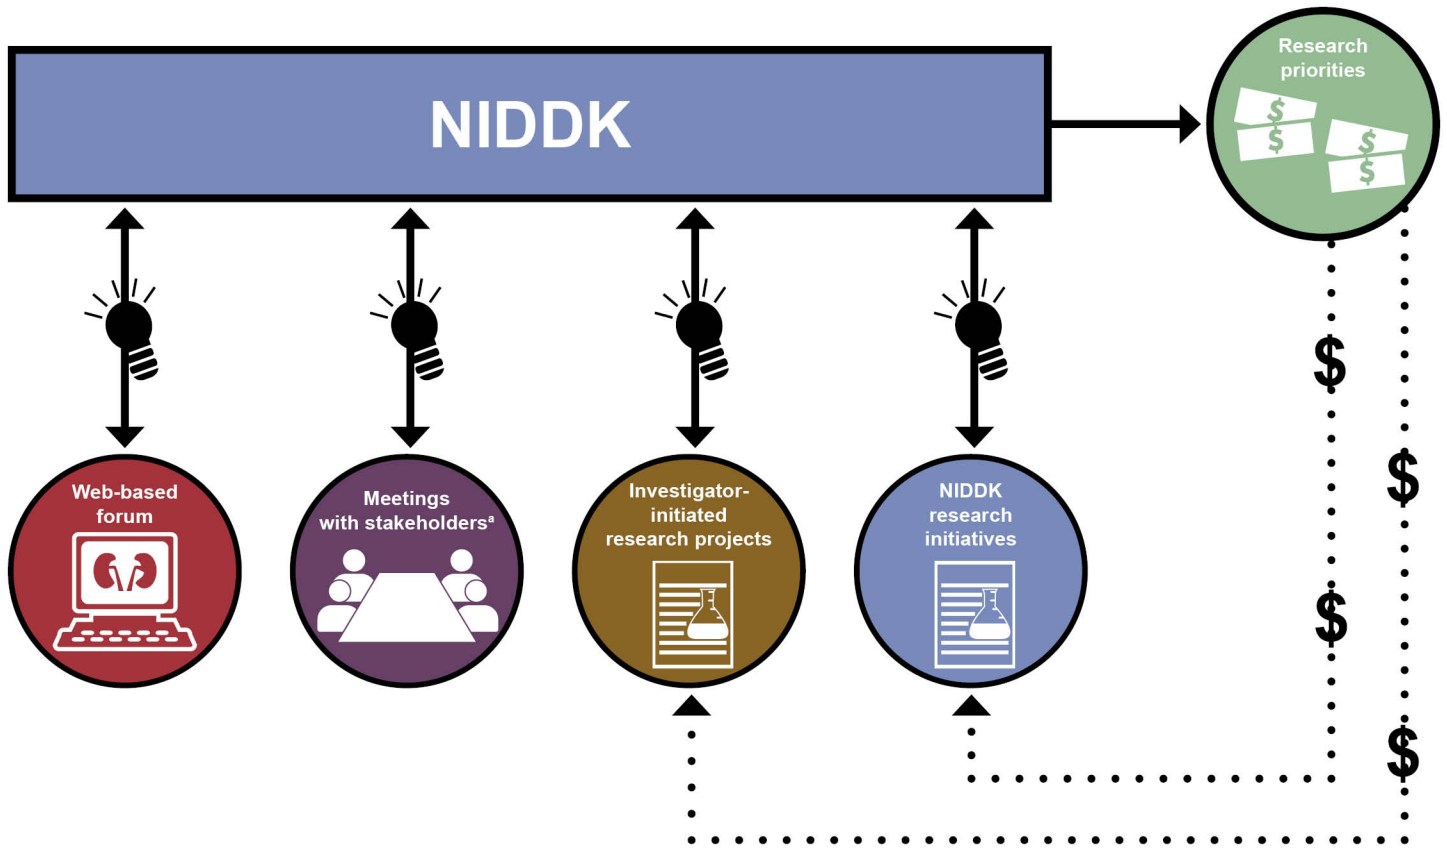 NIDDK
Research
priorities
$
$
$
$
$
$
$
$
Web-based
forum
Meetings
with stakeholdersª
Investigator-
initiated
research projects
NIDDK
research
initiatives